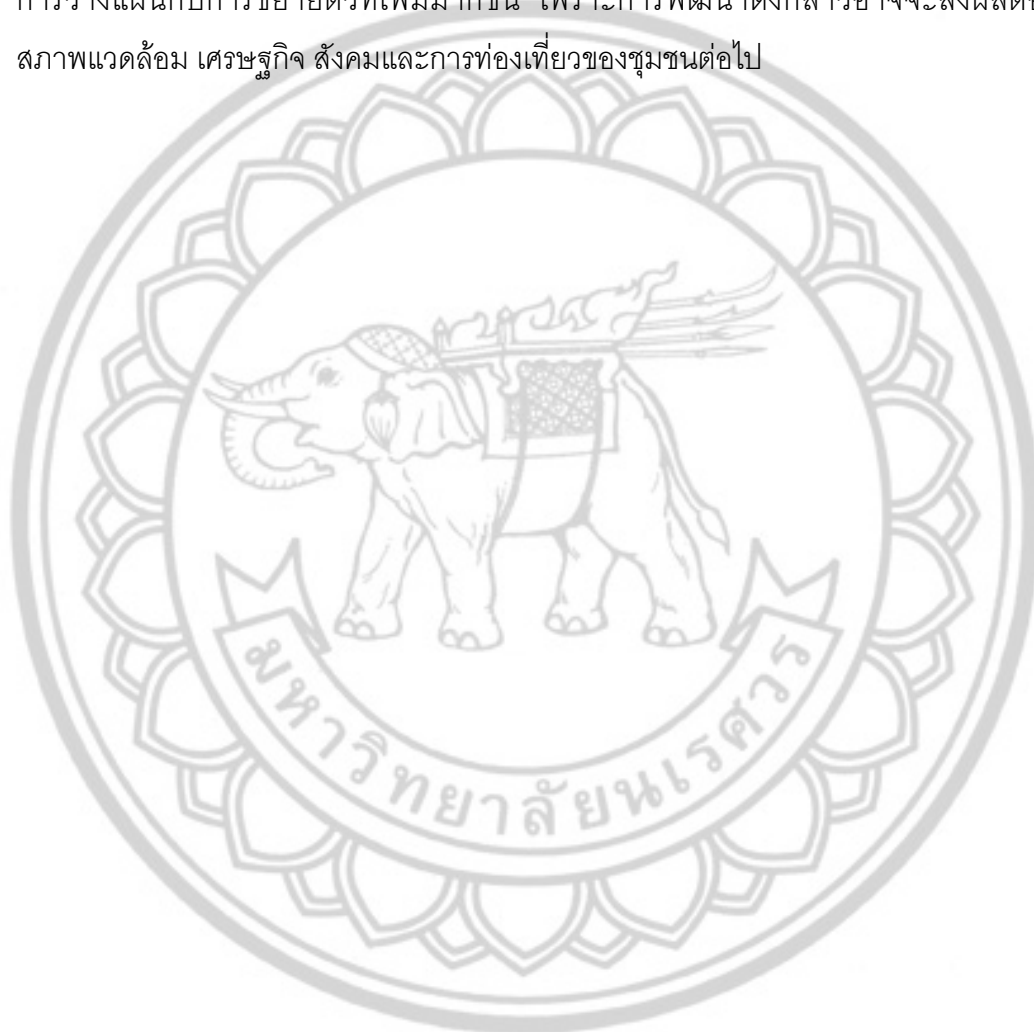 การวางแผนกับการขยายตัวที่เพิ่มมากขึ้น เพราะการพัฒนาดังกล่าวอาจจะส่งผลต่อ
สภาพแวดล้อม เศรษฐกิจ สังคมและการท่องเที่ยวของชุมชนต่อไป
มหาวิทยาลัยนเรศวร